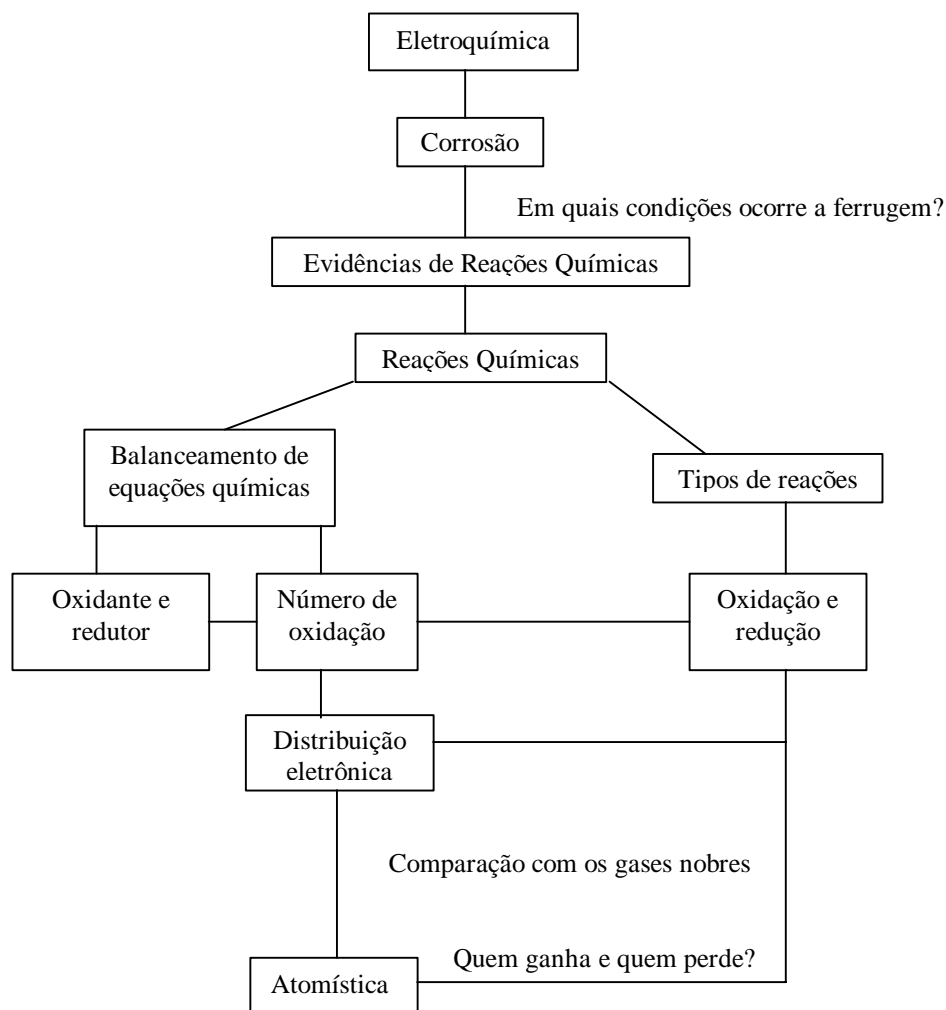 Eletroquímica
Corrosão
Em quais condições ocorre a ferrugem?
Evidências de Reações Químicas
Reações Químicas
Balanceamento de
equações químicas
Tipos de reações
Oxidante e
redutor
Número de
oxidação
Oxidação e
redução
Distribuição
eletrônica
Comparação com os gases nobres
Quem ganha e quem perde?
Atomística